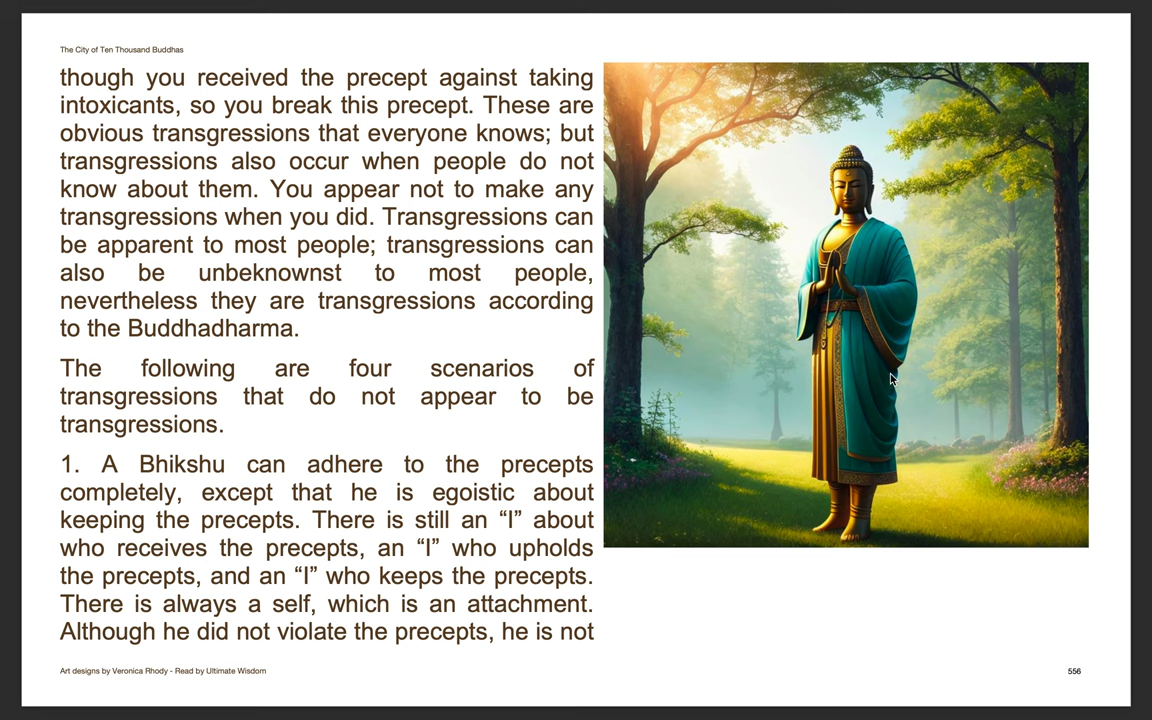 The City of Ten Thousand Buddhas
though you received the precept against taking
intoxicants, so you break this precept. These are
obvious transgressions that everyone knows; but
transgressions also occur when people do not
know about them. You appear not to make any
transgressions when you did. Transgressions can
be apparent to most people; transgressions can
also be unbeknownst to most people,
nevertheless they are transgressions according
to the Buddhadharma.
The following are four scenarios of
transgressions that do not appear to be
transgressions.
1. A Bhikshu can adhere to the precepts
completely, except that he is egoistic about
keeping the precepts. There is still an “I” about
who receives the precepts, an “I” who upholds
the precepts, and an “I” who keeps the precepts.
There is always a self, which is an attachment.
Although he did not violate the precepts, he is not
Art designs by Veronica Rhody - Read by Ultimate Wisdom
556